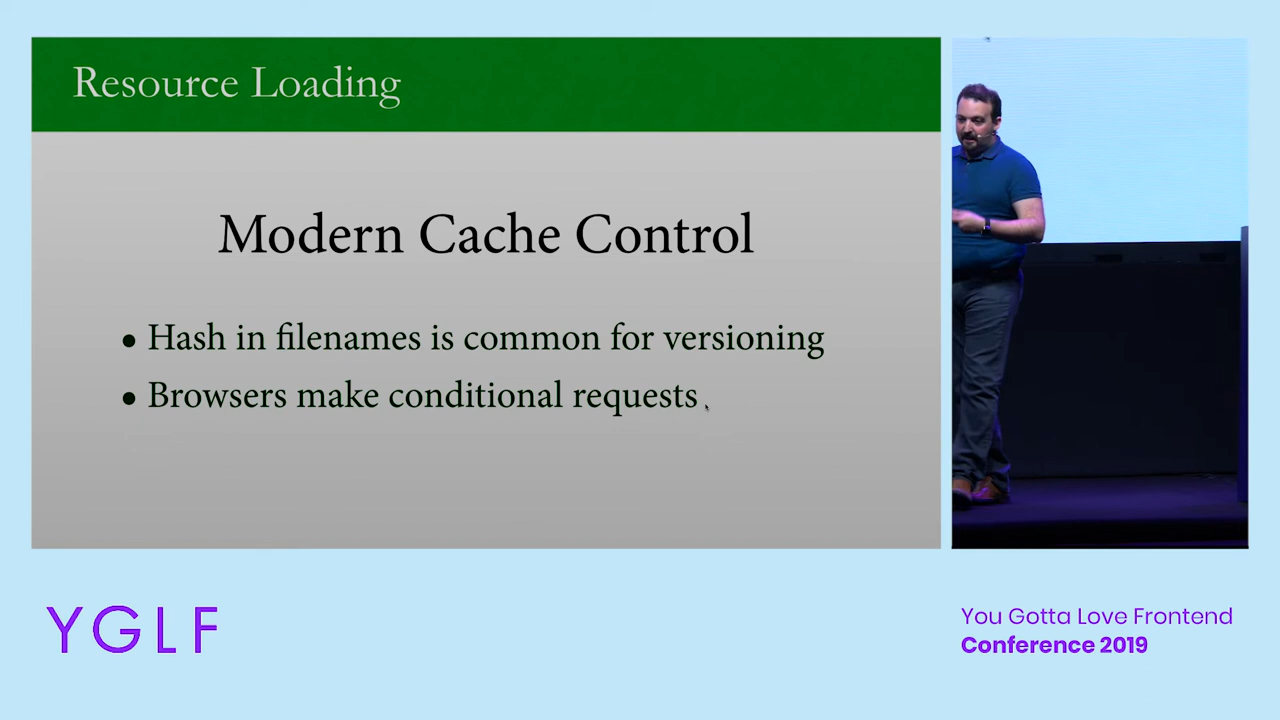 Resource Loading
Modern Cache Control
• Hash in filenames is common for versioning
• Browsers make conditional requests
YGLF
You Gotta Love Frontend
Conference 2019